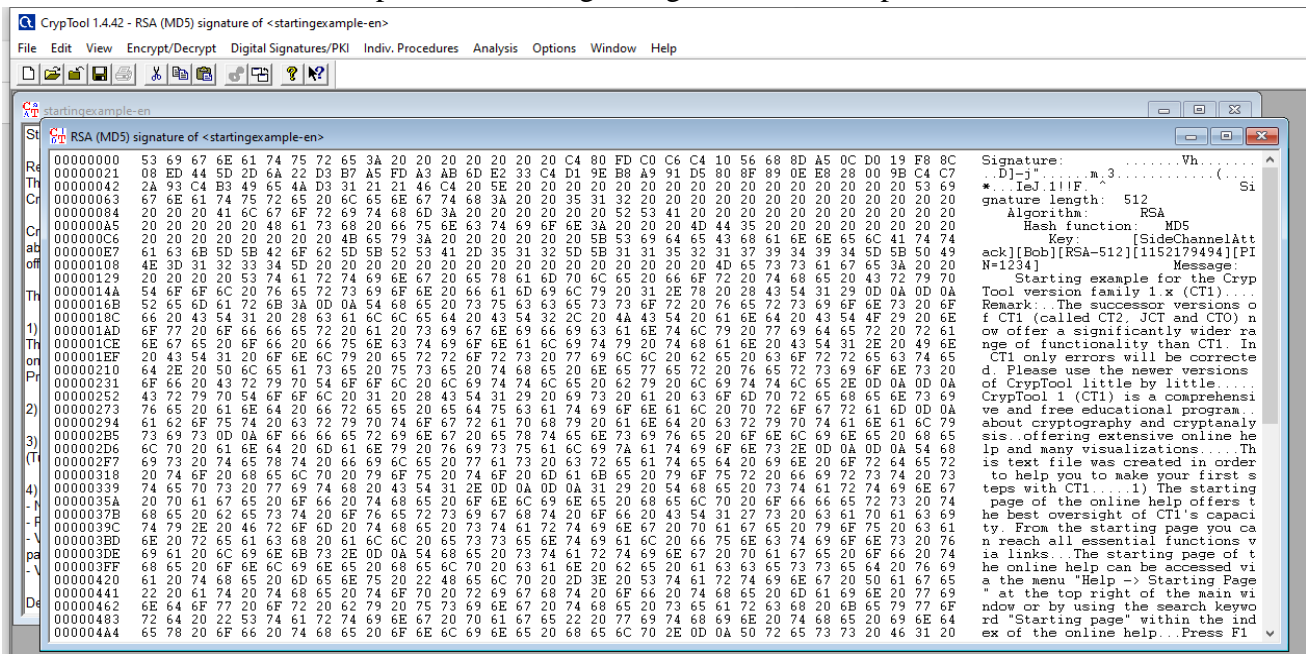 CrypTool 1.4.42 - RSA (MD5) signature of <startingexample-en>
File Edit View Encrypt/Decrypt Digital Signatures/PKI Indiv. Procedures Analysis Options Window Help
startingexample-en
RSA (MD5) signature of <startingexample-en>
00000000 53 69 67 6E 61 74 75 72 65 3A 20 20 20 20 20 20 20 C4 80 FD C0 C6 C4 10 56 68 8D A5 0C D0 19 F8 8C Signature: .......Vh.......
00000021 08 ED 44 5D 2D 6A 22 D3 B7 A5 FD A3 AB 6D E2 33 C4 D1 9E B8 A9 91 D5 80 8F 89 0E E8 28 00 9B C4 C7 ..D]-j"......m.3............(....
00000042 2A 93 C4 B3 49 65 4A D3 31 21 21 46 C4 20 5E 20 20 20 20 20 20 20 20 20 20 20 20 20 20 20 20 53 69 *...IeJ.1!!F. ^ Si
00000063 67 6E 61 74 75 72 65 20 6C 65 6E 67 74 68 3A 20 20 35 31 32 20 20 20 20 20 20 20 20 20 20 20 20 20 gnature length: 512
00000084 20 20 20 41 6C 67 6F 72 69 74 68 6D 3A 20 20 20 20 20 20 52 53 41 20 20 20 20 20 20 20 20 20 20 20 Algorithm: RSA
000000A5 20 20 20 20 20 48 61 73 68 20 66 75 6E 63 74 69 6F 6E 3A 20 20 20 4D 44 35 20 20 20 20 20 20 20 20 Hash function: MD5
000000C6 20 20 20 20 20 20 20 20 4B 65 79 3A 20 20 20 20 20 20 20 20 20 5B 53 69 64 65 43 68 61 6E 6E 65 6C 41 74 74 Key: [SideChannelAtt
000000E7 61 63 6B 5D 5B 42 6F 62 5D 5B 52 53 41 2D 35 31 32 5D 5B 31 31 35 32 31 37 39 34 39 34 5D 5B 50 49 ack][Bob][RSA-512][1152179494][PI
00000108 4E 3D 31 32 33 34 5D 20 20 20 20 20 20 20 20 20 20 20 20 20 20 20 20 4D 65 73 73 61 67 65 3A 20 20 N=1234] Message:
00000129 20 20 20 20 53 74 61 72 74 69 6E 67 20 65 78 61 6D 70 6C 65 20 66 6F 72 20 74 68 65 20 43 72 79 70 Starting example for the Cryp
0000014A 54 6F 6F 6C 20 76 65 72 73 69 6F 6E 20 66 61 6D 69 6C 79 20 31 2E 78 20 28 43 54 31 29 0D 0A 0D 0A Tool version family 1.x (CT1)....
0000016B 52 65 6D 61 72 6B 3A 0D 0A 54 68 65 20 73 75 63 63 65 73 73 6F 72 20 76 65 72 73 69 6F 6E 73 20 6F Remark:..The successor versions o
0000018C 66 20 43 54 31 20 28 63 61 6C 6C 65 64 20 43 54 32 2C 20 4A 43 54 20 61 6E 64 20 43 54 4F 29 20 6E f CT1 (called CT2, JCT and CTO) n
000001AD 6F 77 20 6F 66 66 65 72 20 61 20 73 69 67 6E 69 66 69 63 61 6E 74 6C 79 20 77 69 64 65 72 20 72 61 ow offer a significantly wider ra
000001CE 6E 67 65 20 6F 66 20 66 75 6E 63 74 69 6F 6E 61 6C 69 74 79 20 74 68 61 6E 20 43 54 31 2E 20 49 6E nge of functionality than CT1. In
000001EF 20 43 54 31 20 6F 6E 6C 79 20 65 72 72 6F 72 73 20 77 69 6C 6C 20 62 65 20 63 6F 72 72 65 63 74 65 CT1 only errors will be correcte
00000210 64 2E 20 50 6C 65 61 73 65 20 75 73 65 20 74 68 65 20 6E 65 77 65 72 20 76 65 72 73 69 6F 6E 73 20 d. Please use the newer versions
00000231 6F 66 20 43 72 79 70 54 6F 6F 6C 20 6C 69 74 74 6C 65 20 62 79 20 6C 69 74 74 6C 65 2E 0D 0A 0D 0A of CrypTool little by little.....
00000252 43 72 79 70 54 6F 6F 6C 20 31 20 28 43 54 31 29 20 69 73 20 61 20 63 6F 6D 70 72 65 68 65 6E 73 69 CrypTool 1 (CT1) is a comprehensi
00000273 76 65 20 61 6E 64 20 66 72 65 65 20 65 64 75 63 61 74 69 6F 6E 61 6C 20 70 72 6F 67 72 61 6D 0D 0A ve and free educational program..
00000294 61 62 6F 75 74 20 63 72 79 70 74 6F 67 72 61 70 68 79 20 61 6E 64 20 63 72 79 70 74 61 6E 61 6C 79 about cryptography and cryptanaly
000002B5 73 69 73 0D 0A 6F 66 66 65 72 69 6E 67 20 65 78 74 65 6E 73 69 76 65 20 6F 6E 6C 69 6E 65 20 68 65 sis..offering extensive online he
000002D6 6C 70 20 61 6E 64 20 6D 61 6E 79 20 76 69 73 75 61 6C 69 7A 61 74 69 6F 6E 73 2E 0D 0A 0D 0A 54 68 lp and many visualizations.....Th
000002F7 69 73 20 74 65 78 74 20 66 69 6C 65 20 77 61 73 20 63 72 65 61 74 65 64 20 69 6E 20 6F 72 64 65 72 is text file was created in order
00000318 20 74 6F 20 68 65 6C 70 20 79 6F 75 20 74 6F 20 6D 61 6B 65 20 79 6F 75 72 20 66 69 72 73 74 20 73 to help you to make your first s
00000339 74 65 70 73 20 77 69 74 68 20 43 54 31 2E 0D 0A 0D 0A 31 29 20 54 68 65 20 73 74 61 72 74 69 6E 67 teps with CT1.....1) The starting
0000035A 20 70 61 67 65 20 6F 66 20 74 68 65 20 6F 6E 6C 69 6E 65 20 68 65 6C 70 20 6F 66 66 65 72 73 20 74 page of the online help offers t
0000037B 68 65 20 62 65 73 74 20 6F 76 65 72 73 69 67 68 74 20 6F 66 20 43 54 31 27 73 20 63 61 70 61 63 69 he best oversight of CT1's capaci
0000039C 74 79 2E 20 46 72 6F 6D 20 74 68 65 20 73 74 61 72 74 69 6E 67 20 70 61 67 65 20 79 6F 75 20 63 61 ty. From the starting page you ca
000003BD 6E 20 72 65 61 63 68 20 61 6C 6C 20 65 73 73 65 6E 74 69 61 6C 20 66 75 6E 63 74 69 6F 6E 73 20 76 n reach all essential functions v
000003DE 69 61 20 6C 69 6E 6B 73 2E 0D 0A 54 68 65 20 73 74 61 72 74 69 6E 67 20 70 61 67 65 20 6F 66 20 74 ia links...The starting page of t
000003FF 68 65 20 6F 6E 6C 69 6E 65 20 68 65 6C 70 20 63 61 6E 20 62 65 20 61 63 63 65 73 73 65 64 20 76 69 he online help can be accessed vi
00000420 61 20 74 68 65 20 6D 65 6E 75 20 22 48 65 6C 70 20 2D 3E 20 53 74 61 72 74 69 6E 67 20 50 61 67 65 a the menu "Help -> Starting Page
00000441 22 20 61 74 20 74 68 65 20 74 6F 70 20 72 69 67 68 74 20 6F 66 20 74 68 65 20 6D 61 69 6E 20 77 69 " at the top right of the main wi
00000462 6E 64 6F 77 20 6F 72 20 62 79 20 75 73 69 6E 67 20 74 68 65 20 73 65 61 72 63 68 20 6B 65 79 77 6F ndow or by using the search keywo
00000483 72 64 20 22 53 74 61 72 74 69 6E 67 20 70 61 67 65 22 20 77 69 74 68 69 6E 20 74 68 65 20 69 6E 64 rd "Starting page" within the ind
000004A4 65 78 20 6F 66 20 74 68 65 20 6F 6E 6C 69 6E 65 20 68 65 6C 70 2E 0D 0A 50 72 65 73 73 20 46 31 20 ex of the online help...Press F1